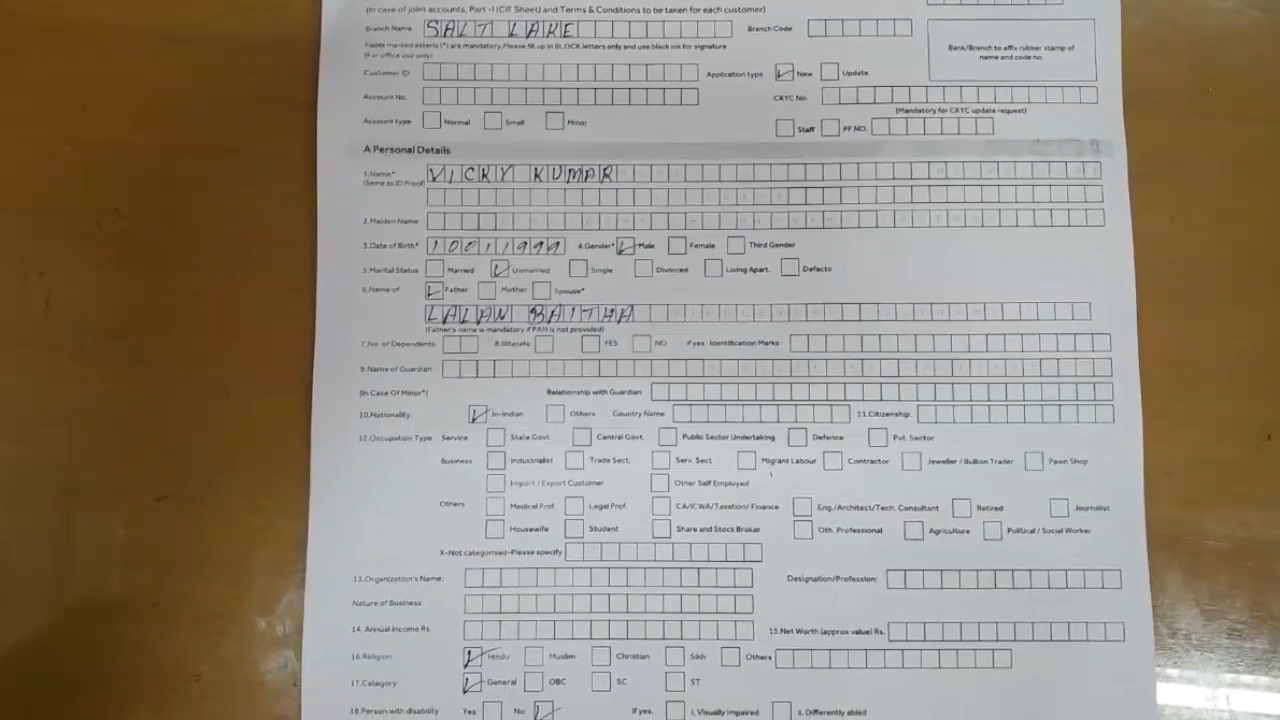 (In case of joint accounts, Part -I (CIF Sheet) and Terms & Conditions to be taken for each customer)
Branch Name SALT LAKE Branch Code
Fields marked asteris (*) are mandatory.Please fill up in BLOCK letters only and use black ink for signature
(For office use only)
Bank/Branch to affix rubber stamp of name and code no.
Customer ID Application type New Update
Account No. CKYC No.
(Mandatory for CKYC update request)
Account type Normal Small Minor Staff PF NO.
A Personal Details
1.Name* VICKY KUMAR
(Same as ID Proof)
2. Maiden Name
3.Date of Birth* 10011999 4.Gender* Male Female Third Gender
5.Marital Status Married Unmarried Single Divorced Living Apart. Defacto
6.Name of Father Mother Spouse*
LALAN BAITHA
(Father's name is mandatory if PAN is not provided)
7.No. of Dependents 8.Illiterate YES NO If yes: Identification Marks:
9.Name of Guardian
(In Case Of Minor*) Relationship with Guardian
10.Nationality. In-Indian Others Country Name 11.Citizenship
12.Occupation Type Service State Govt. Central Govt. Public Sector Undertaking Defence Pvt. Sector
Business Industrialist Trade Sect. Serv. Sect Migrant Labour Contractor Jeweller / Bullion Trader Pawn Shop
Import / Export Customer Other Self Employed
Others Medical Prof. Legal Prof. CA/ICWA/Taxation/ Finance Eng./Architect/Tech. Consultant Retired Journalist
Housewife Student Share and Stock Brokar Oth. Professional Agriculture Political / Social Worker
X-Not categorised-Please specify
13.Organization's Name: Designation/Profession:
Nature of Business
14. Annual Income Rs. 15.Net Worth (approx value) Rs.
16.Religion Hindu Muslim Christian Sikh Others
17.Category General OBC SC ST
18.Person with disability Yes No If yes. i. Visually Impaired ii. Differently abled